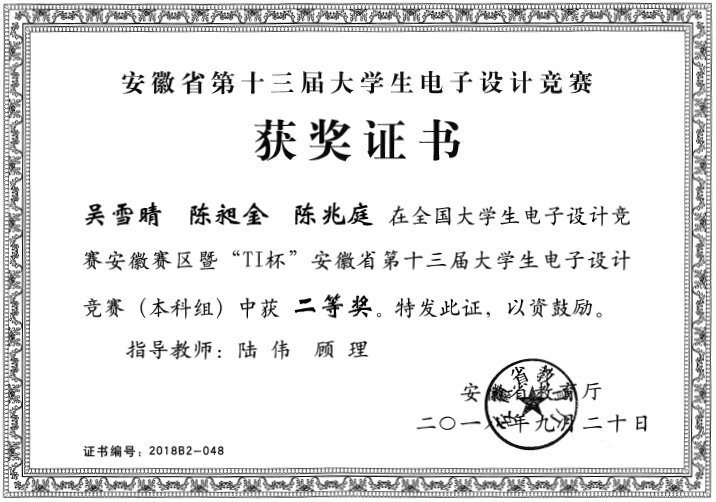 安徽省第十三届大学生电子设计竞赛
获奖证书
吴雪晴 陈昶金 陈兆庭 在全国大学生电子设计竞
赛安徽赛区暨“TI杯”安徽省第十三届大学生电子设计
竞赛（本科组）中获 二等奖。特发此证，以资鼓励。
指导教师：陆伟 顾理
安徽省教育厅
二〇一八年九月二十日
证书编号：2018B2-048